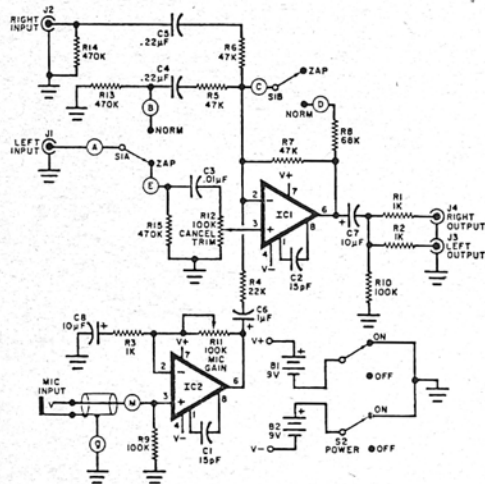 J2
RIGHT
INPUT
R14
470K
C5
.22µF
R6
47K
C4
.22µF
R13
470K
R5
47K
B
NORM
C
ZAP
S1B
NORM
D
R8
68K
J1
LEFT
INPUT
A
S1A
ZAP
E
C3
.01µF
R15
470K
R12
100K
CANCEL
TRIM
R7
47K
V+
2
7
6
3
IC1
4
1
8
V-
C2
15pF
C7
10µF
R1
1K
R2
1K
J4
RIGHT
OUTPUT
J3
LEFT
OUTPUT
R10
100K
R4
22K
C6
1µF
C8
10µF
R3
1K
V+
7
R11
100K
MIC
GAIN
2
6
3
IC2
4
1
8
V-
C1
15pF
MIC
INPUT
M
g
R9
100K
V+
B1
9V
ON
OFF
B2
9V
V-
ON
S2
POWER
OFF